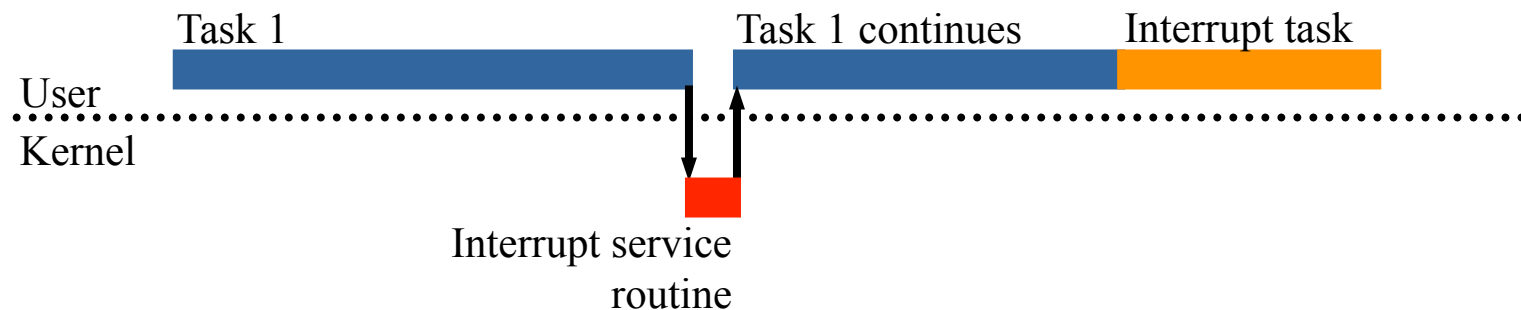 Task 1
Task 1 continues
Interrupt task
User
Kernel
Interrupt service
routine